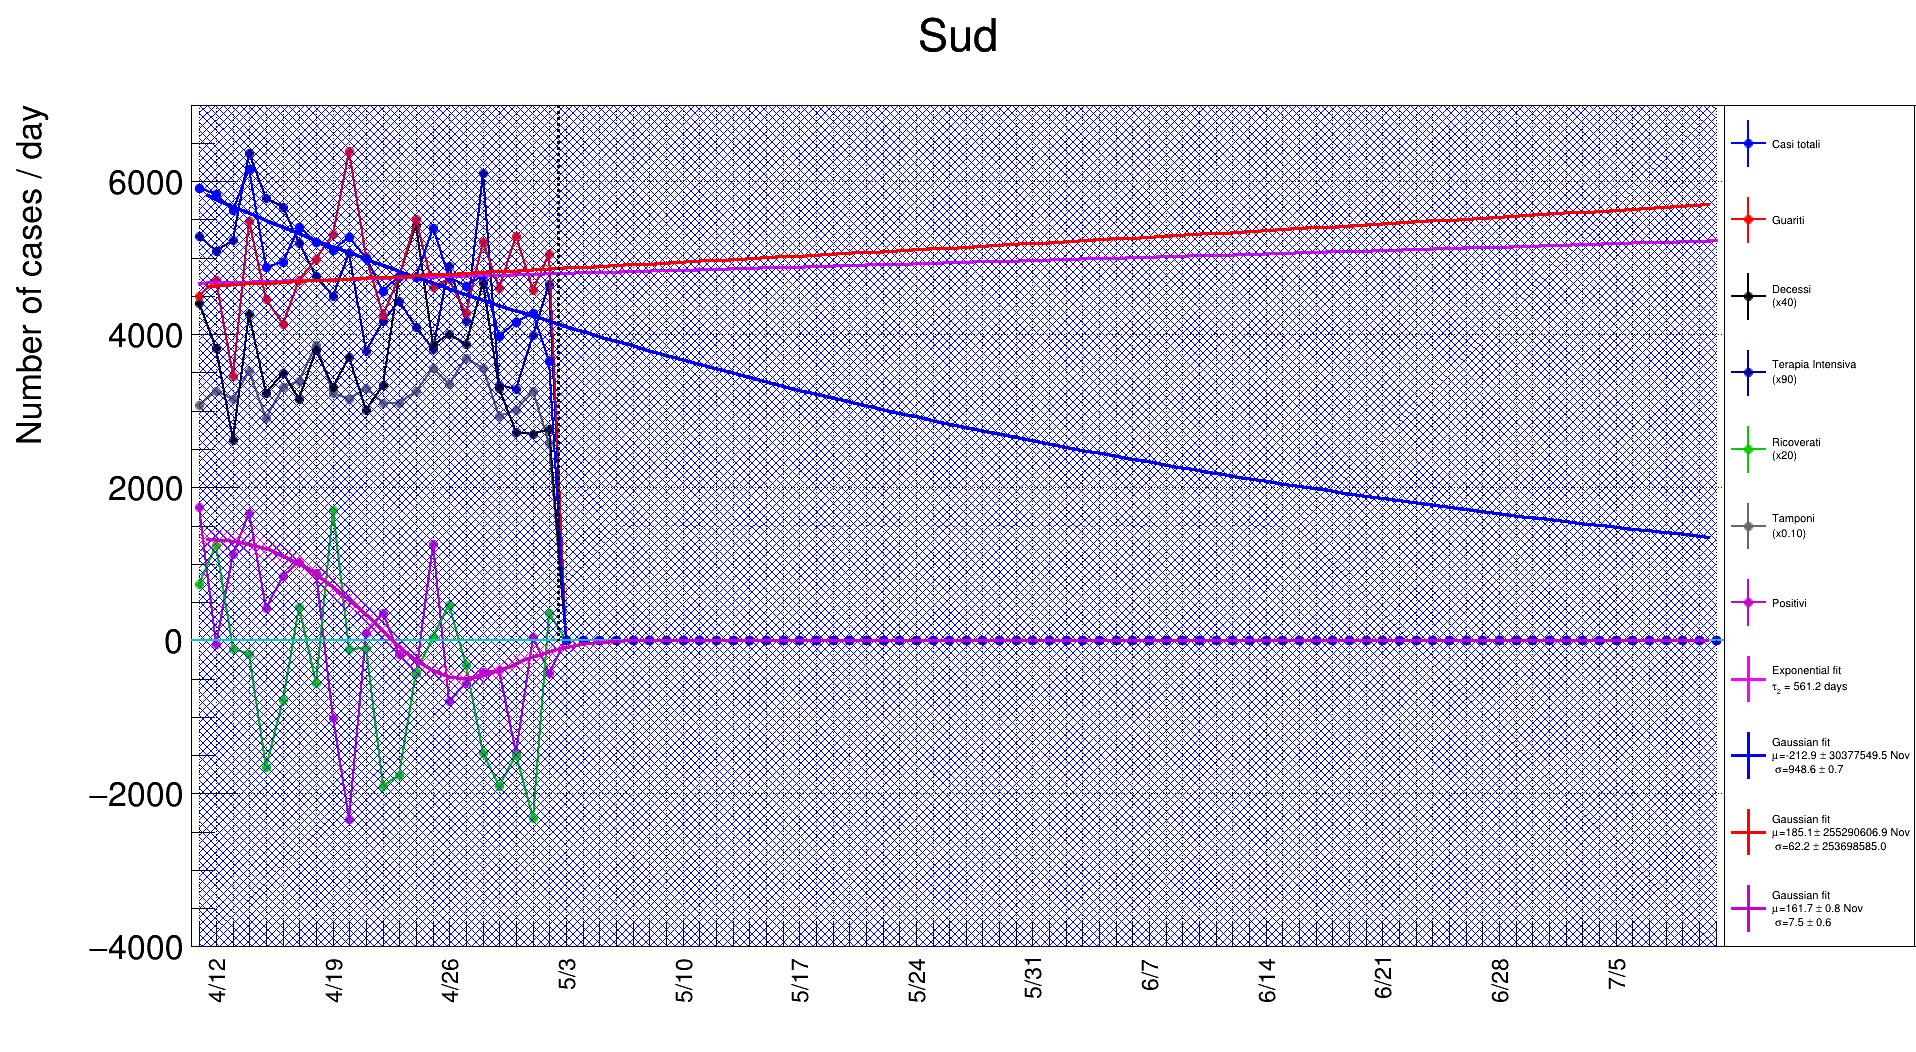 Sud
Number of cases / day
6000
4000
2000
0
−2000
−4000
4/12
4/19
4/26
5/3
5/10
5/17
5/24
5/31
6/7
6/14
6/21
6/28
7/5
Casi totali
Guariti
Decessi
(x40)
Terapia Intensiva
(x90)
Ricoverati
(x20)
Tamponi
(x0.10)
Positivi
Exponential fit
τ₂ = 561.2 days
Gaussian fit
μ=-212.9 ± 30377549.5 Nov
σ=948.6 ± 0.7
Gaussian fit
μ=185.1 ± 255290606.9 Nov
σ=62.2 ± 253698585.0
Gaussian fit
μ=161.7 ± 0.8 Nov
σ=7.5 ± 0.6